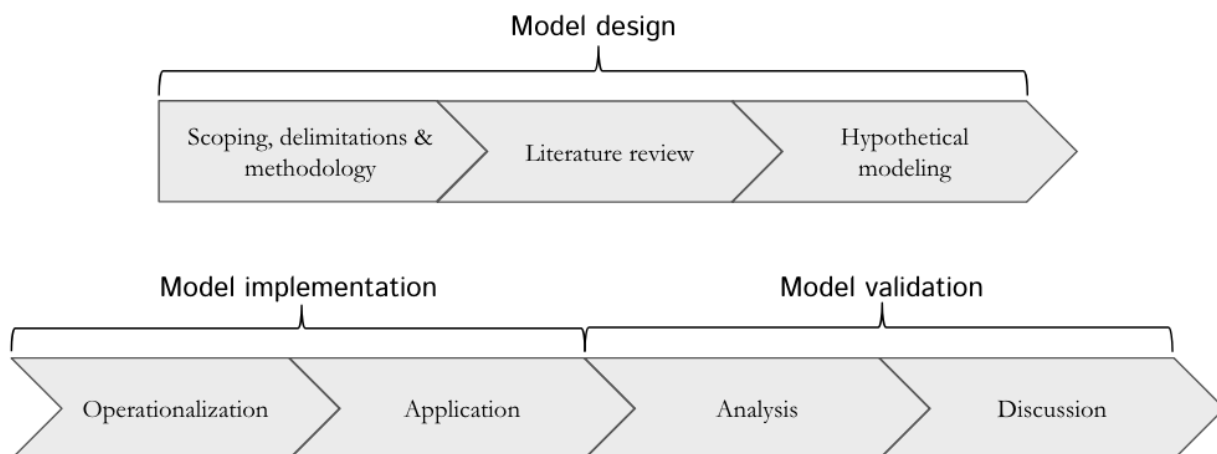 Model design
Scoping, delimitations &
methodology
Literature review
Hypothetical
modeling
Model implementation
Model validation
Operationalization
Application
Analysis
Discussion